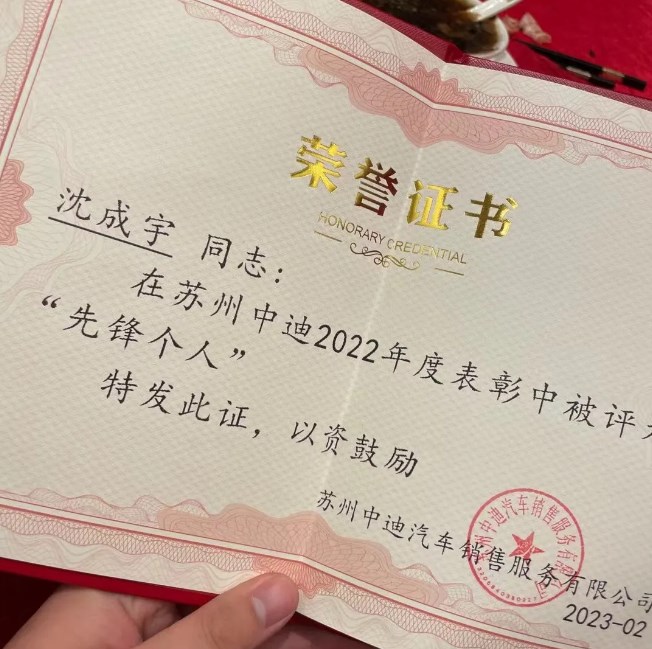 荣誉证书
HONORARY CREDENTIAL
沈成宇 同志：
在苏州中迪2022年度表彰中被评
“先锋个人”
特发此证，以资鼓励
苏州中迪汽车销售服务有限公司
2023-02